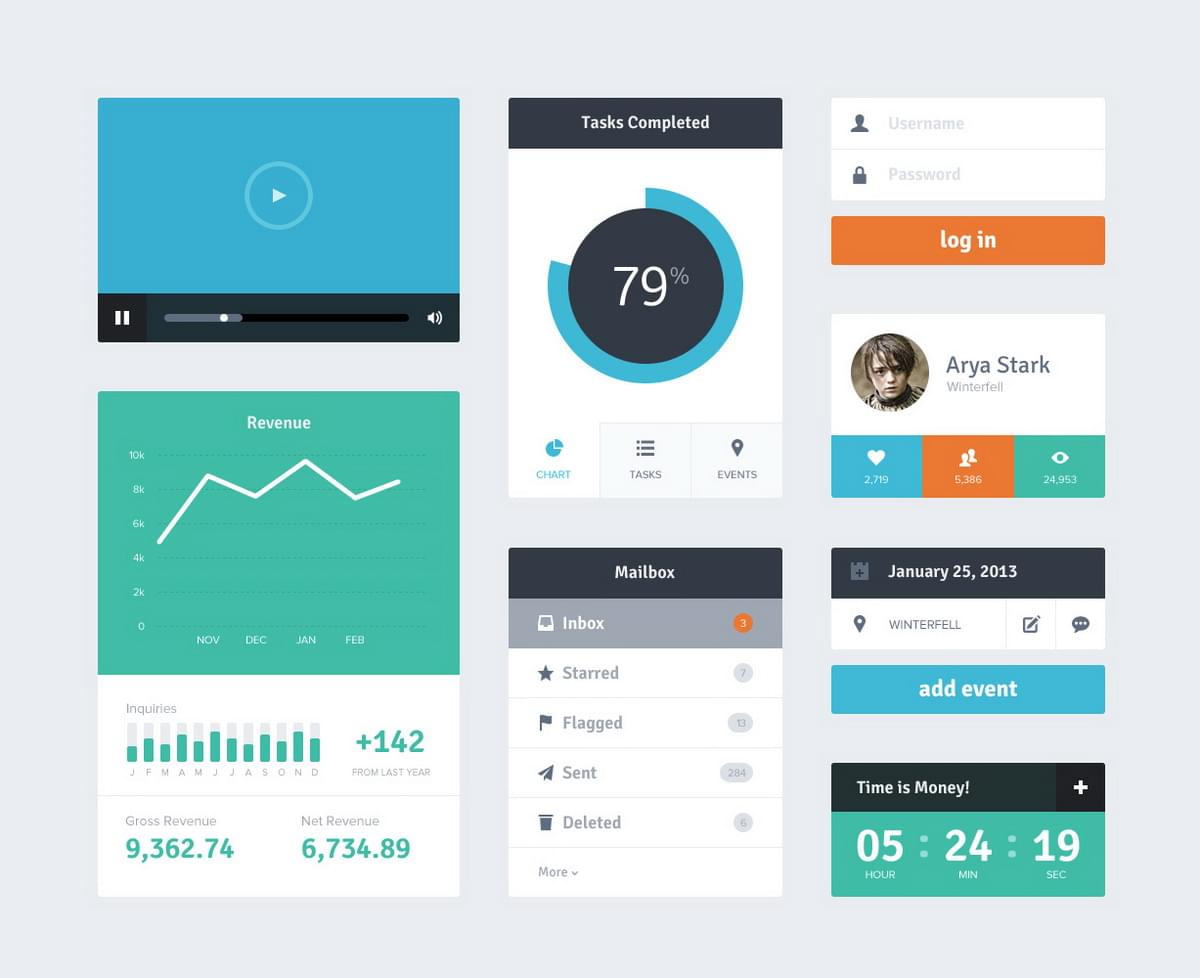 Revenue
10k
8k
6k
4k
2k
0
NOV DEC JAN FEB
Inquiries
J F M A M J J A S O N D
+142
FROM LAST YEAR
Gross Revenue
9,362.74
Net Revenue
6,734.89
Tasks Completed
79%
CHART
TASKS
EVENTS
Mailbox
Inbox 3
Starred 7
Flagged 13
Sent 284
Deleted 6
More
Username
Password
log in
Arya Stark
Winterfell
2,719
5,386
24,953
January 25, 2013
WINTERFELL
add event
Time is Money!
05 : 24 : 19
HOUR MIN SEC